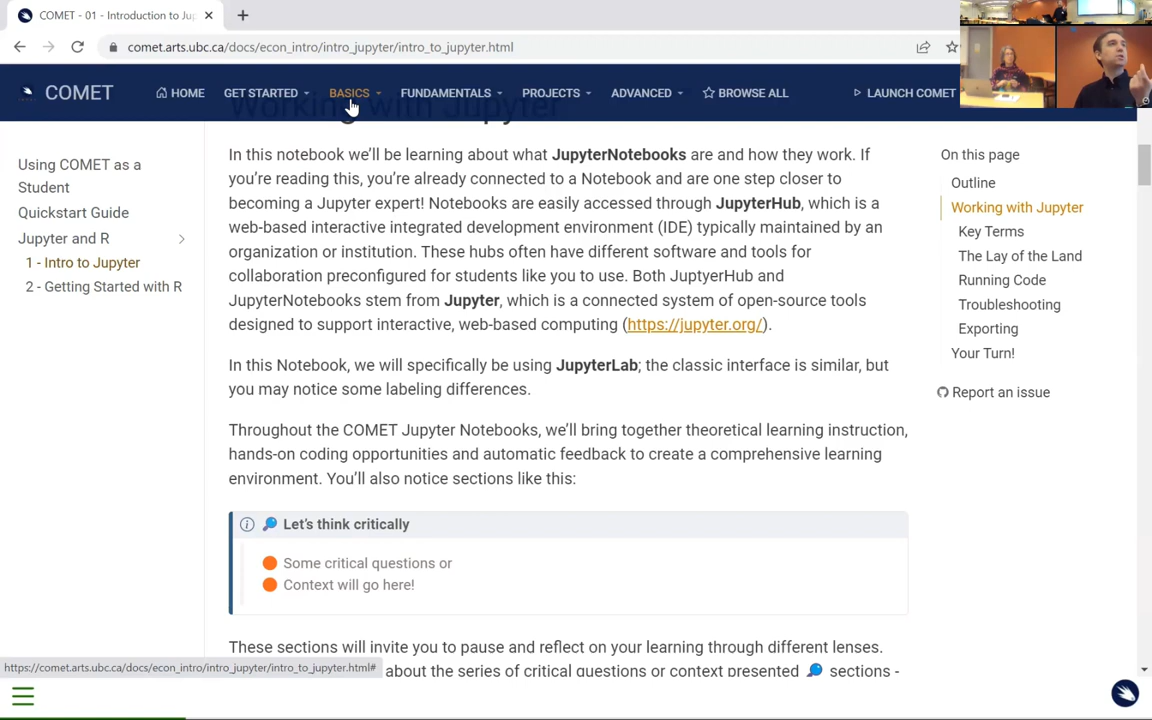 COMET - 01 - Introduction to Jup
comet.arts.ubc.ca/docs/econ_intro/intro_jupyter/intro_to_jupyter.html
COMET
HOME
GET STARTED
BASICS
FUNDAMENTALS
PROJECTS
ADVANCED
BROWSE ALL
LAUNCH COMET
Working with Jupyter
Using COMET as a
Student
Quickstart Guide
Jupyter and R
1 - Intro to Jupyter
2 - Getting Started with R
In this notebook we’ll be learning about what JupyterNotebooks are and how they work. If
you’re reading this, you’re already connected to a Notebook and are one step closer to
becoming a Jupyter expert! Notebooks are easily accessed through JupyterHub, which is a
web-based interactive integrated development environment (IDE) typically maintained by an
organization or institution. These hubs often have different software and tools for
collaboration preconfigured for students like you to use. Both JuptyerHub and
JupyterNotebooks stem from Jupyter, which is a connected system of open-source tools
designed to support interactive, web-based computing (https://jupyter.org/).
In this Notebook, we will specifically be using JupyterLab; the classic interface is similar, but
you may notice some labeling differences.
Throughout the COMET Jupyter Notebooks, we’ll bring together theoretical learning instruction,
hands-on coding opportunities and automatic feedback to create a comprehensive learning
environment. You’ll also notice sections like this:
Let’s think critically
Some critical questions or
Context will go here!
These sections will invite you to pause and reflect on your learning through different lenses.
about the series of critical questions or context presented 🔎 sections -
On this page
Outline
Working with Jupyter
Key Terms
The Lay of the Land
Running Code
Troubleshooting
Exporting
Your Turn!
Report an issue
https://comet.arts.ubc.ca/docs/econ_intro/intro_jupyter/intro_to_jupyter.html#